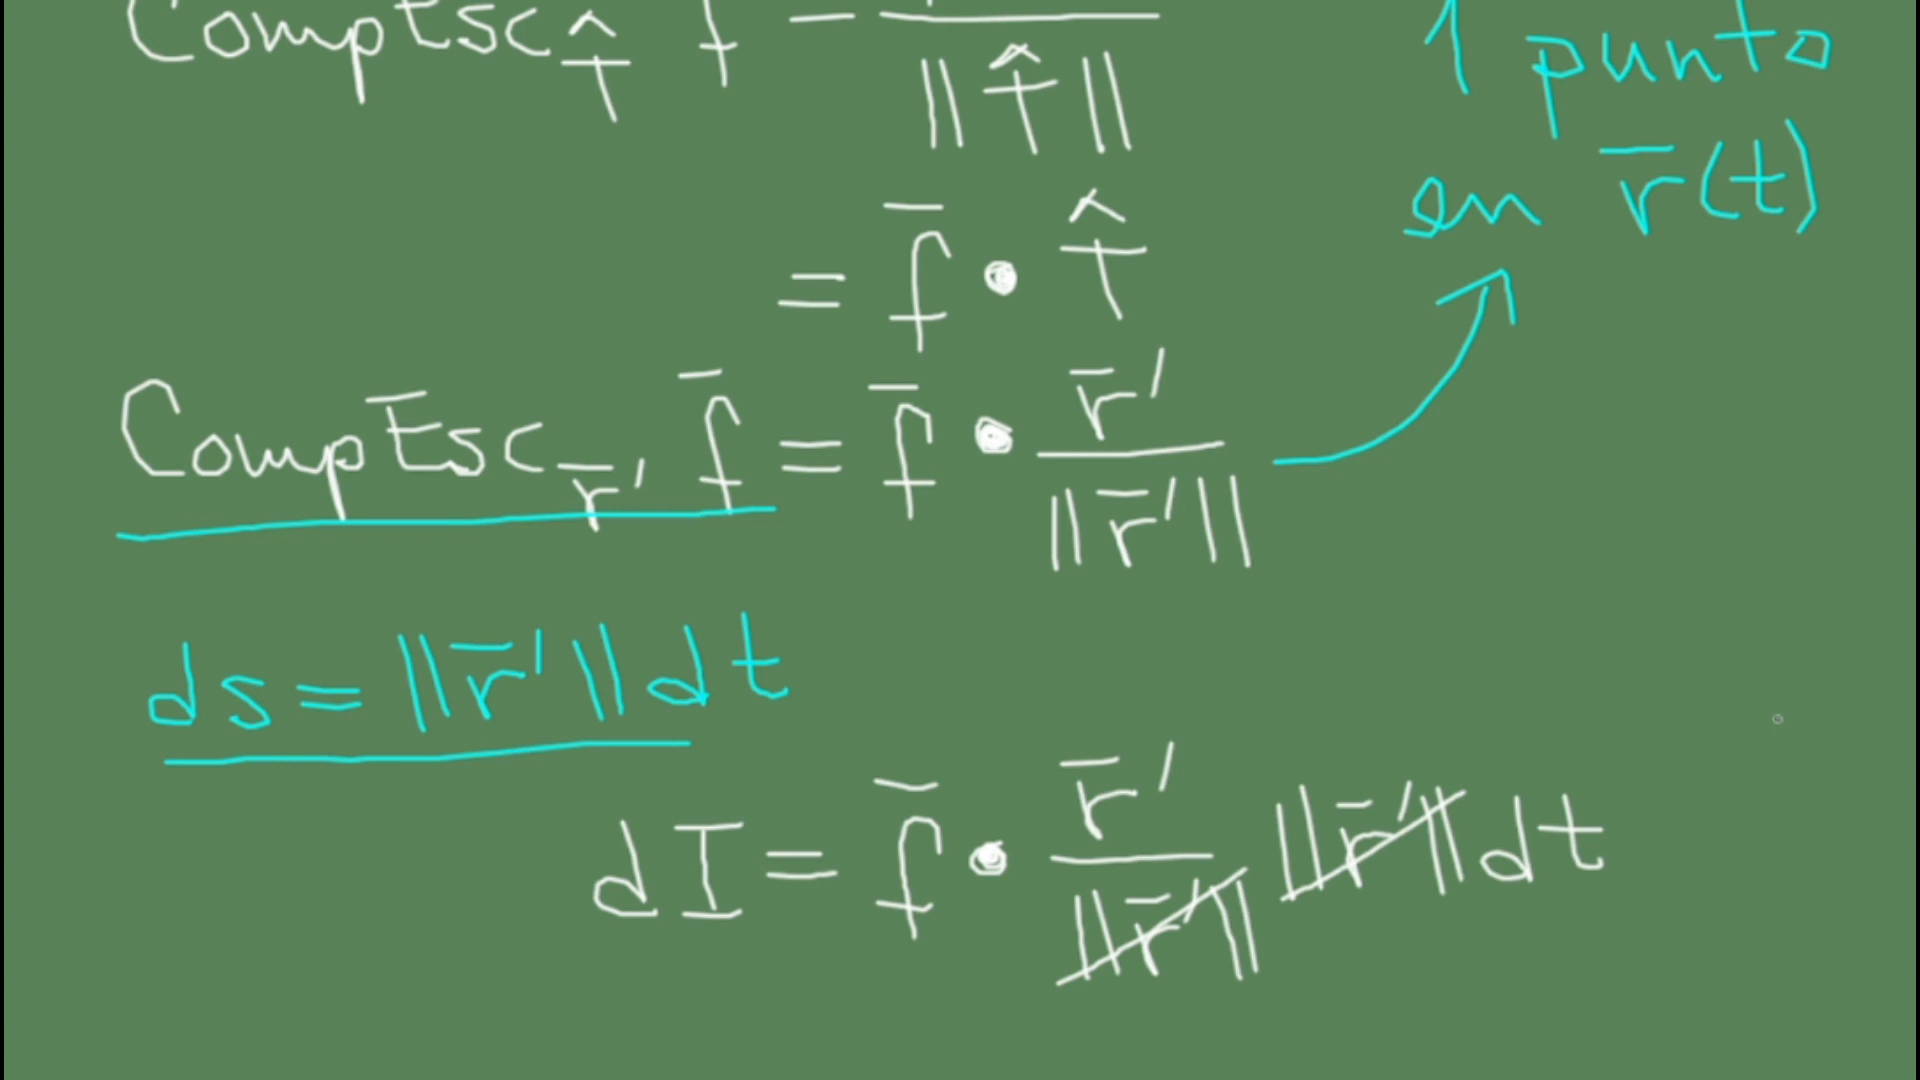 CompEsc_T̂ f̄ = ——— / ||T̂||
1 punto
en r̄(t)
= f̄ • T̂
CompEsc_r̄' f̄ = f̄ • r̄' / ||r̄'||
ds = ||r̄'|| dt
dI = f̄ • r̄' / ||r̄'|| ||r̄'|| dt